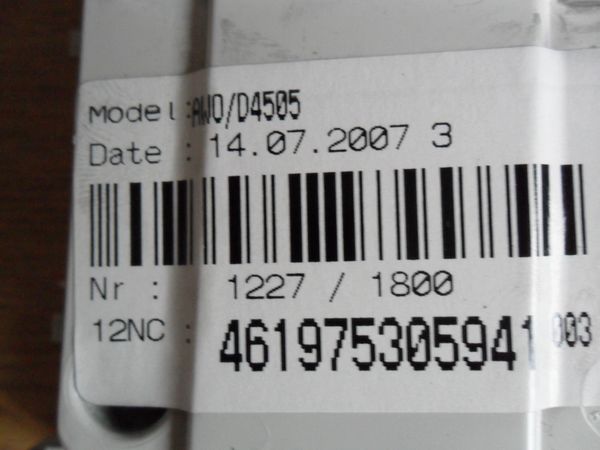 Model:AWO/D4505
Date : 14.07.2007 3
Nr : 1227 / 1800
12NC : 461975305941 003